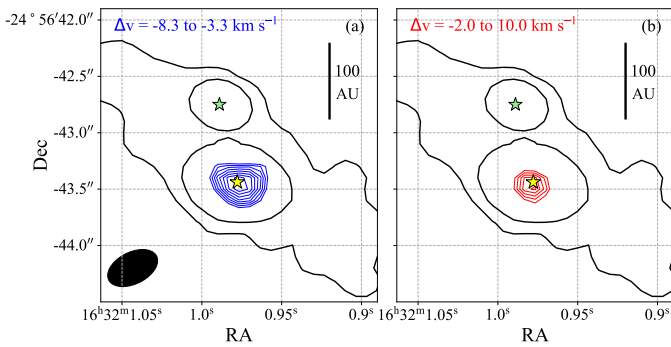 -24°56′42.0″
Δv = -8.3 to -3.3 km s⁻¹
(a)
Δv = -2.0 to 10.0 km s⁻¹
(b)
-42.5″
100
AU
100
AU
-43.0″
Dec
-43.5″
-44.0″
16ʰ32ᵐ1.05ˢ
1.0ˢ
0.95ˢ
0.9ˢ
16ʰ32ᵐ1.05ˢ
1.0ˢ
0.95ˢ
0.9ˢ
RA
RA